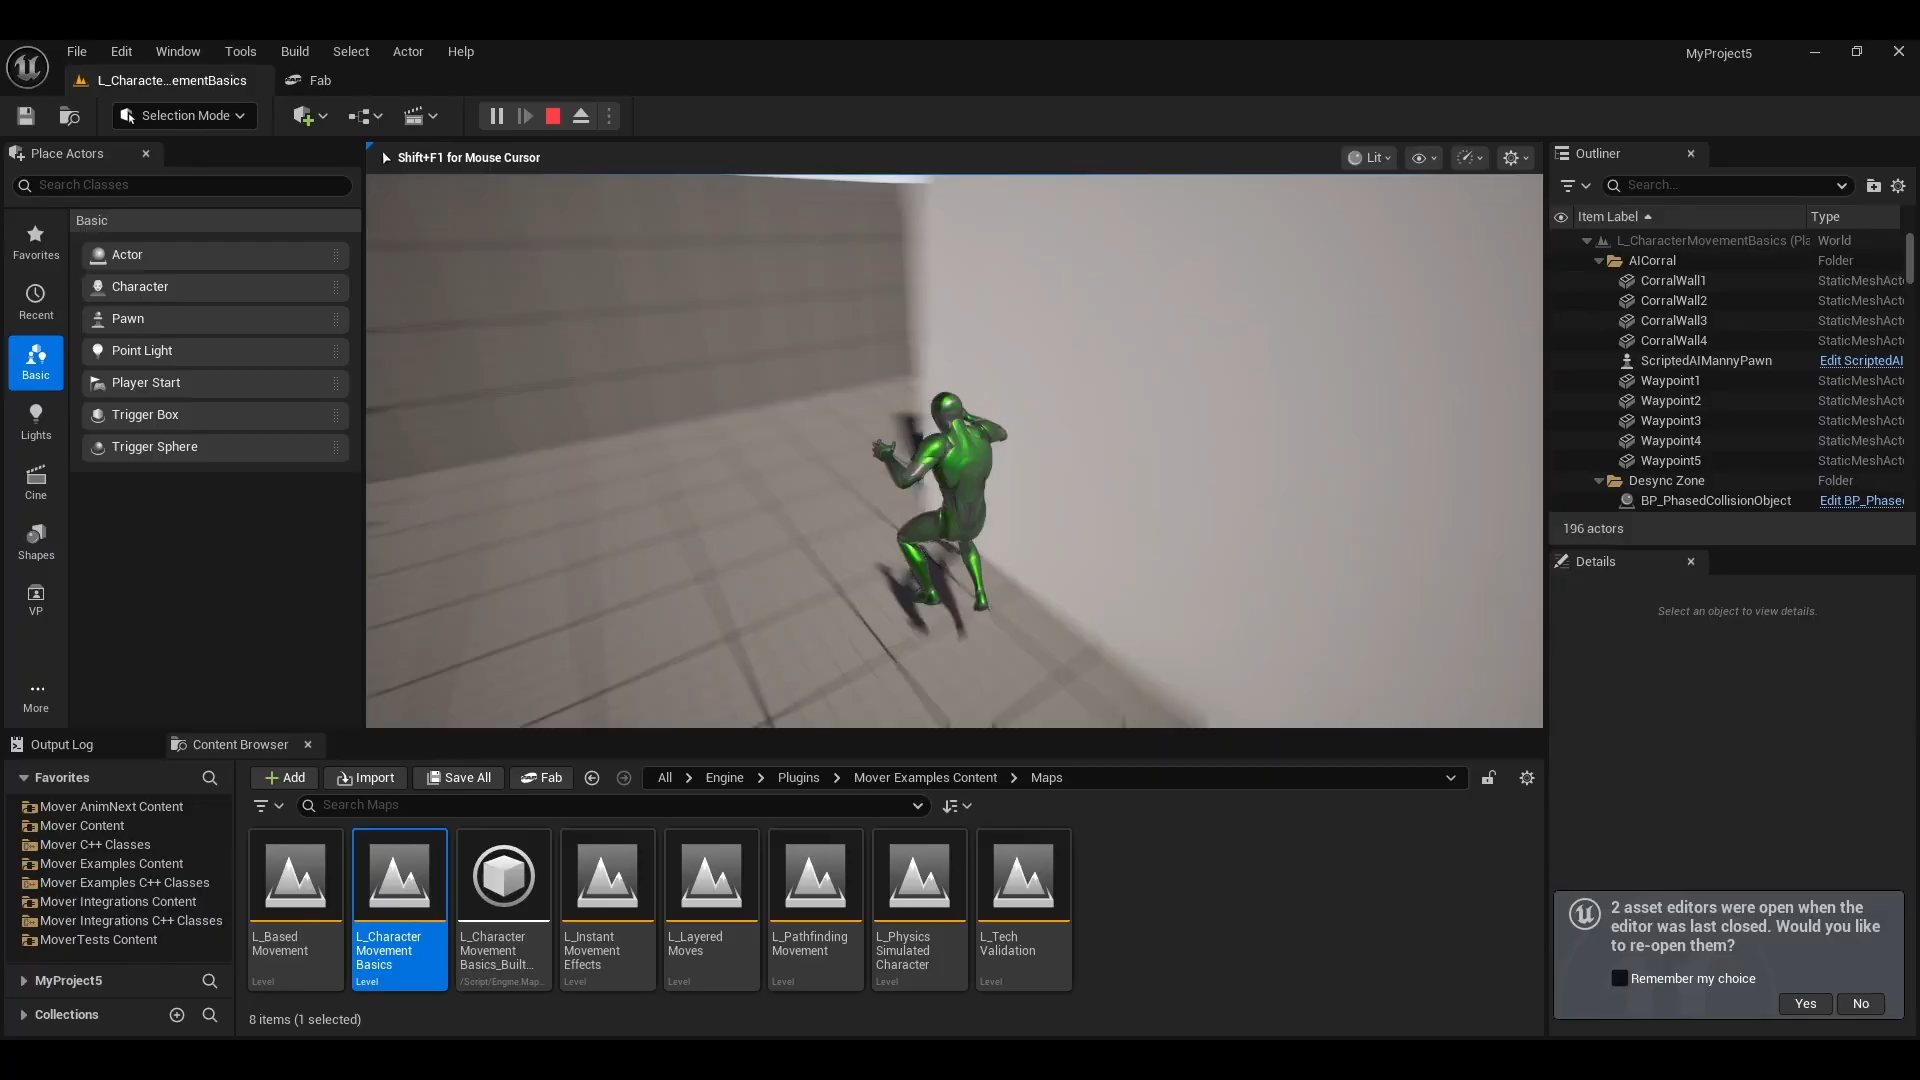 File Edit Window Tools Build Select Actor Help
MyProject5
L_Characte...ementBasics
Fab
Selection Mode
Place Actors
Shift+F1 for Mouse Cursor
Lit
Outliner
Search Classes
Search...
Basic
Item Label Type
Favorites
Actor
L_CharacterMovementBasics (Pla World
AICorral Folder
Character
CorralWall1 StaticMeshAct
CorralWall2 StaticMeshAct
Recent
Pawn
CorralWall3 StaticMeshAct
CorralWall4 StaticMeshAct
Point Light
ScriptedAIMannyPawn Edit ScriptedAI
Basic
Player Start
Waypoint1 StaticMeshAct
Waypoint2 StaticMeshAct
Trigger Box
Waypoint3 StaticMeshAct
Lights
Waypoint4 StaticMeshAct
Trigger Sphere
Waypoint5 StaticMeshAct
Desync Zone Folder
Cine
BP_PhasedCollisionObject Edit BP_Phase
196 actors
Shapes
Details
VP
Select an object to view details.
More
Output Log
Content Browser
Favorites
Add
Import
Save All
Fab
All Engine Plugins Mover Examples Content Maps
Search Maps
Mover AnimNext Content
Mover Content
Mover C++ Classes
Mover Examples Content
Mover Examples C++ Classes
Mover Integrations Content
Mover Integrations C++ Classes
MoverTests Content
MyProject5
Collections
L_Based
Movement
Level
L_Character
Movement
Basics
Level
L_Character
Movement
Basics_Built...
/Script/Engine.Map...
L_Instant
Movement
Effects
Level
L_Layered
Moves
Level
L_Pathfinding
Movement
Level
L_Physics
Simulated
Character
Level
L_Tech
Validation
Level
8 items (1 selected)
2 asset editors were open when the
editor was last closed. Would you like
to re-open them?
Remember my choice
Yes No